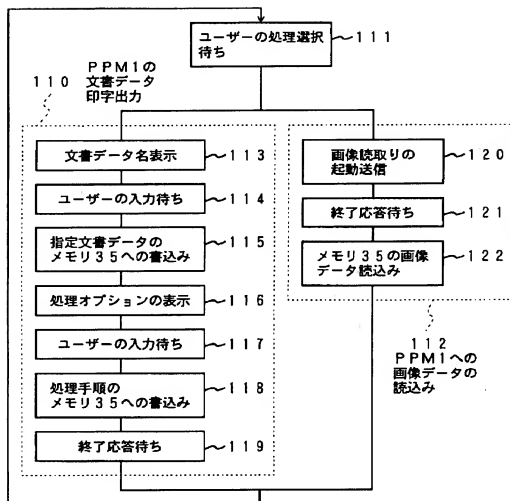 ユーザーの処理選択
待ち
111
110
PPM1の
文書データ
印字出力
文書データ名表示
113
ユーザーの入力待ち
114
指定文書データの
メモリ35への書込み
115
処理オプションの表示
116
ユーザーの入力待ち
117
処理手順の
メモリ35への書込み
118
終了応答待ち
119
画像読取りの
起動送信
120
終了応答待ち
121
メモリ35の画像
データ読込み
122
112
PPM1への
画像データの
読込み